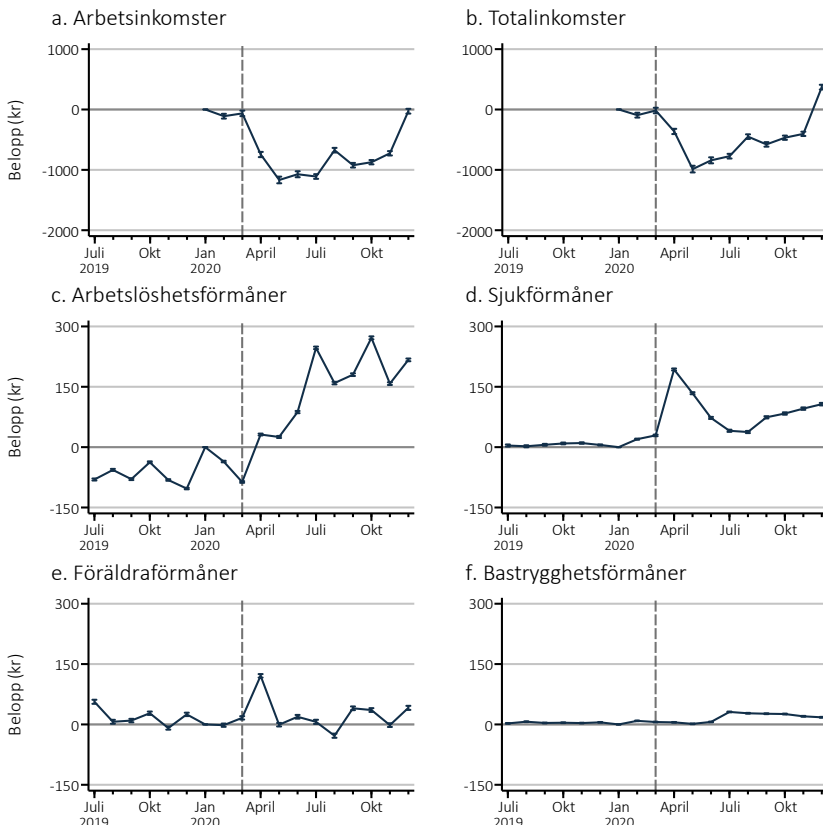 a. Arbetsinkomster
b. Totalinkomster
Belopp (kr)
1000
0
-1000
-2000
Juli Okt Jan April Juli Okt
2019 2020
1000
0
-1000
-2000
Juli Okt Jan April Juli Okt
2019 2020
c. Arbetslöshetsförmåner
d. Sjukförmåner
Belopp (kr)
300
150
0
-150
Juli Okt Jan April Juli Okt
2019 2020
300
150
0
-150
Juli Okt Jan April Juli Okt
2019 2020
e. Föräldraförmåner
f. Bastrygghetsförmåner
Belopp (kr)
300
150
0
-150
Juli Okt Jan April Juli Okt
2019 2020
300
150
0
-150
Juli Okt Jan April Juli Okt
2019 2020